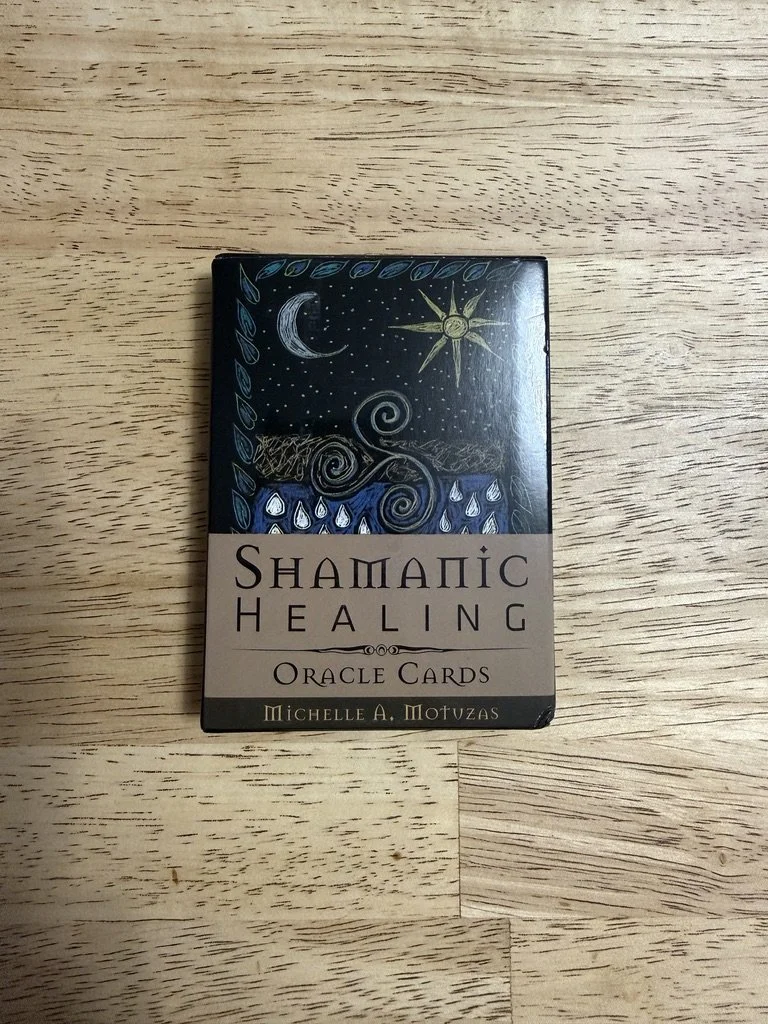 Shamanic
Healing
Oracle Cards
Michelle A. Motuzas